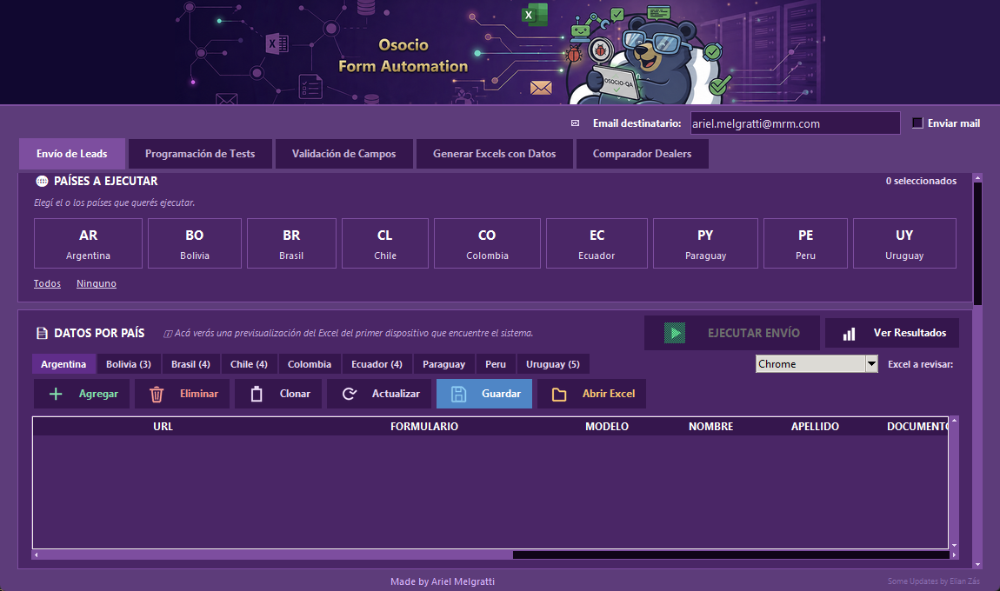 Osocio
Form Automation
X
X
OSOCIO-QA
Email destinatario: ariel.melgratti@mrm.com Enviar mail
Envío de Leads Programación de Tests Validación de Campos Generar Excels con Datos Comparador Dealers
PAÍSES A EJECUTAR 0 seleccionados
Elegí el o los países que querés ejecutar.
AR BO BR CL CO EC PY PE UY
Argentina Bolivia Brasil Chile Colombia Ecuador Paraguay Peru Uruguay
Todos Ninguno
DATOS POR PAÍS Acá verás una previsualización del Excel del primer dispositivo que encuentre el sistema. EJECUTAR ENVÍO Ver Resultados
Argentina Bolivia (3) Brasil (4) Chile (4) Colombia Ecuador (4) Paraguay Peru Uruguay (5) Chrome Excel a revisar:
Agregar Eliminar Clonar Actualizar Guardar Abrir Excel
URL FORMULARIO MODELO NOMBRE APELLIDO DOCUMENTO
Made by Ariel Melgratti Some Updates by Elian Zás